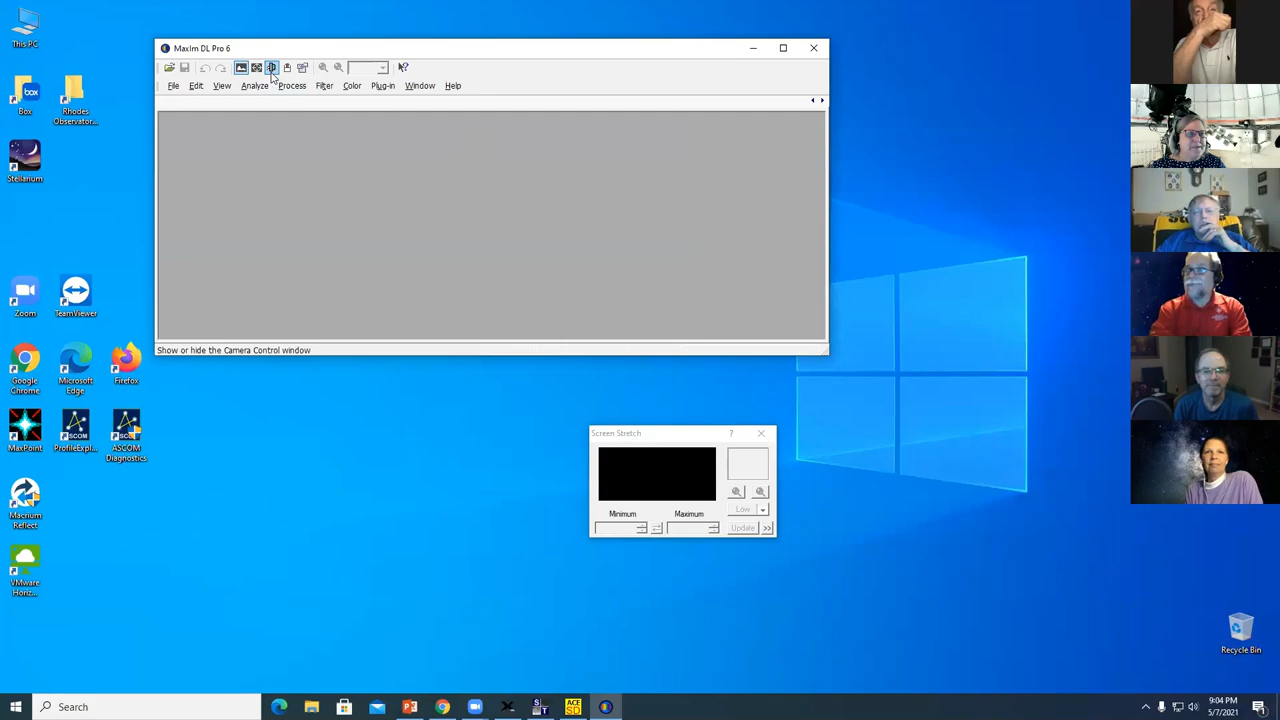 This PC
MaxIm DL Pro 6
File Edit View Analyze Process Filter Color Plug-in Window Help
Box
Rhodes
Observator...
Stellarium
Zoom
TeamViewer
Show or hide the Camera Control window
Google
Chrome
Microsoft
Edge
Firefox
MaxPoint
ProfileExpl...
ASCOM
Diagnostics
Screen Stretch ?
Minimum Maximum
Low
Update >>
Macrium
Reflect
VMware
Horiz...
Recycle Bin
Search
ACE
SD
9:04 PM
5/7/2021